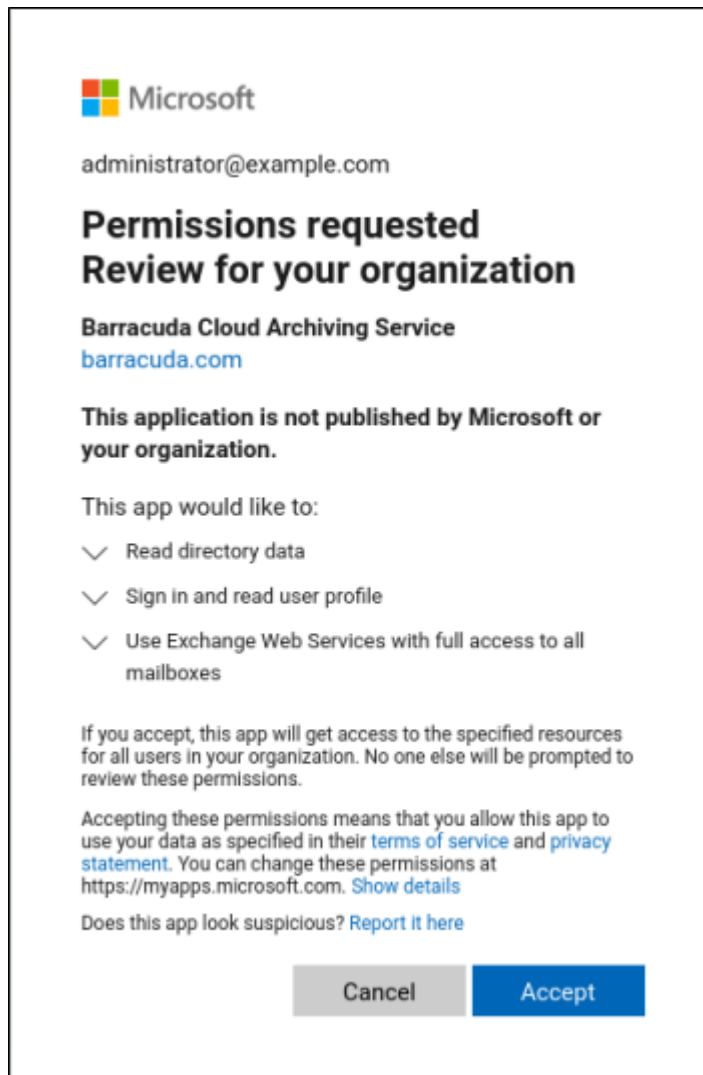 Microsoft
administrator@example.com
Permissions requested
Review for your organization
Barracuda Cloud Archiving Service
barracuda.com
This application is not published by Microsoft or
your organization.
This app would like to:
Read directory data
Sign in and read user profile
Use Exchange Web Services with full access to all
mailboxes
If you accept, this app will get access to the specified resources
for all users in your organization. No one else will be prompted to
review these permissions.
Accepting these permissions means that you allow this app to
use your data as specified in their terms of service and privacy
statement. You can change these permissions at
https://myapps.microsoft.com. Show details
Does this app look suspicious? Report it here
Cancel Accept